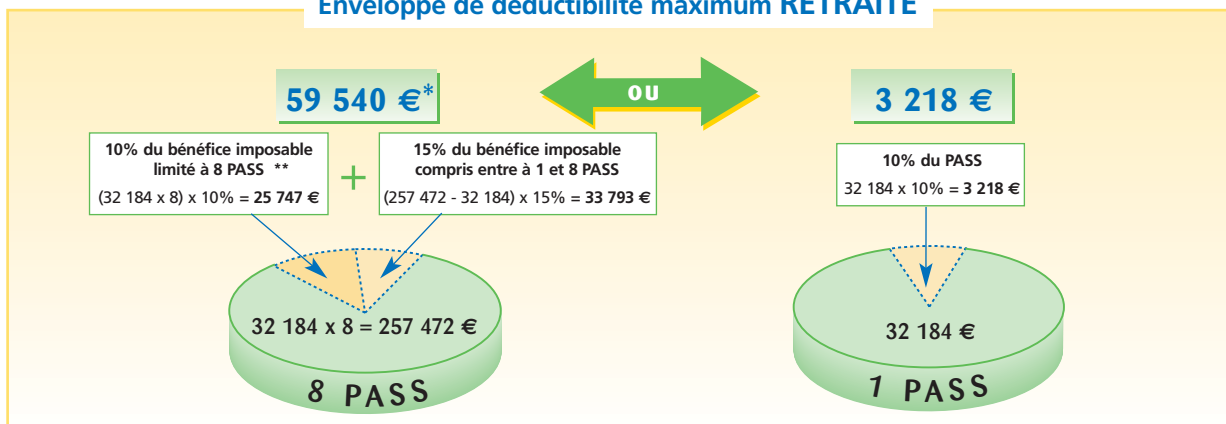 Enveloppe de déductibilité maximum RETRAITE
59 540 €*
OU
3 218 €
10% du bénéfice imposable
limité à 8 PASS **
(32 184 x 8) x 10% = 25 747 €
+
15% du bénéfice imposable
compris entre à 1 et 8 PASS
(257 472 - 32 184) x 15% = 33 793 €
10% du PASS
32 184 x 10% = 3 218 €
32 184 x 8 = 257 472 €
8 PASS
32 184 €
1 PASS